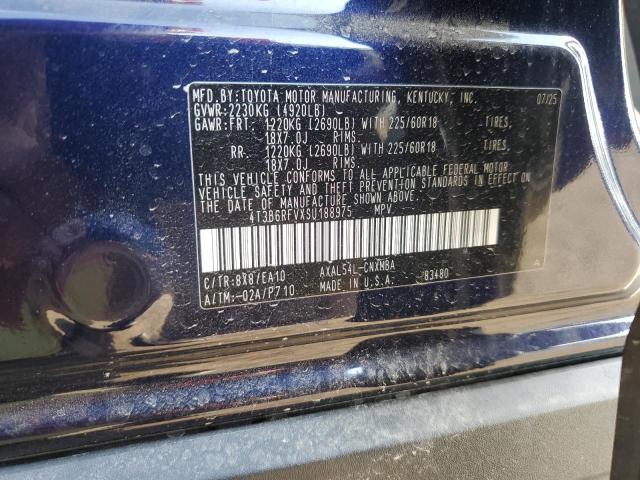 MFD.BY:TOYOTA MOTOR MANUFACTURING, KENTUCKY, INC. 07/25
GVWR:2230KG (4920LB)
GAWR:FRT. 1220KG (2690LB) WITH 225/60R18 TIRES,
18X7.0J RIMS.
RR. 1220KG (2690LB) WITH 225/60R18 TIRES,
18X7.0J RIMS.
THIS VEHICLE CONFORMS TO ALL APPLICABLE FEDERAL MOTOR
VEHICLE SAFETY AND THEFT PREVENTION STANDARDS IN EFFECT
ON THE DATE OF MANUFACTURE SHOWN ABOVE.
4T3B6RFVXSU188975 MPV
C/TR:8X8/EA10 AXAL54L-CNXMBA 83480
A/TM:-02A/P710 MADE IN U.S.A.